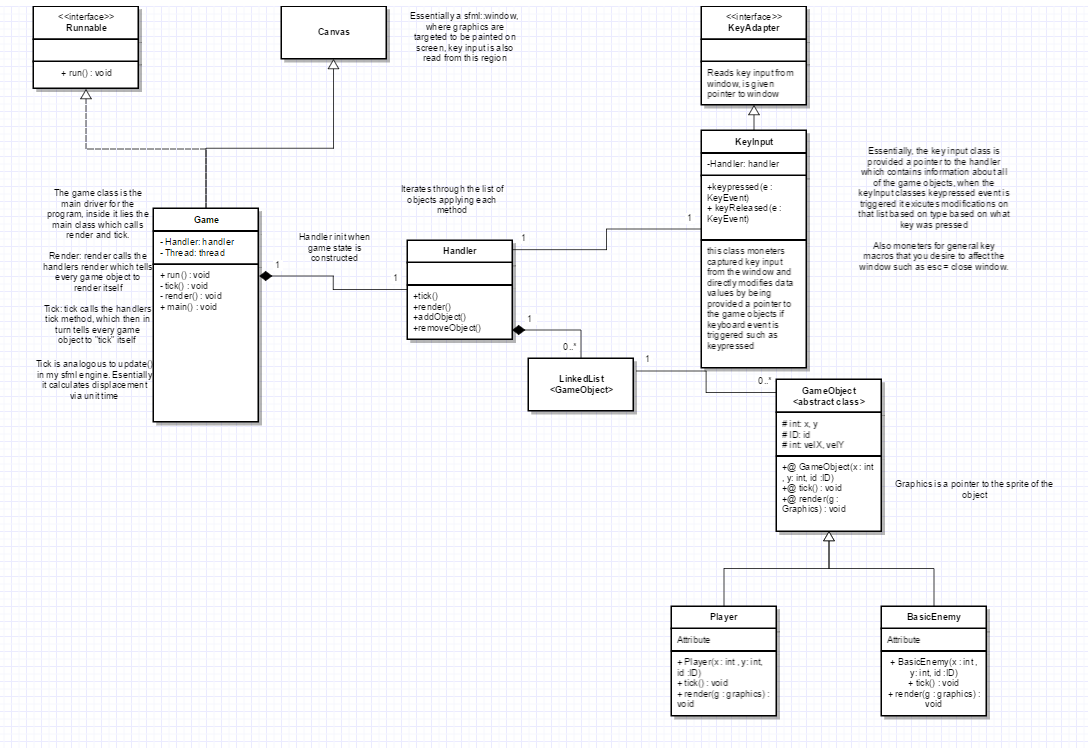 <<interface>>
Runnable
+ run() : void
Canvas
Essentially a sfml::window,
where graphics are
targeted to be painted on
screen, key input is also
read from this region
<<interface>>
KeyAdapter
Reads key input from
window, is given
pointer to window
KeyInput
-Handler: handler
+keypressed(e :
KeyEvent)
+ keyReleased(e :
KeyEvent)
this class moneters
captured key input
from the window and
directly modifies data
values by being
provided a pointer to
the game objects if
keyboard event is
triggered such as
keypressed
Essentially, the key input class is
provided a pointer to the handler
which contains information about all
of the game objects, when the
keyInput classes keypressed event is
triggered it exicutes modifications on
that list based on type based on what
key was pressed
Also moneters for general key
macros that you desire to affect the
window such as esc = close window.
The game class is the
main driver for the
program, inside it lies the
main class which calls
render and tick.
Render: render calls the
handlers render which tells
every game object to
render itself
Tick: tick calls the handlers
tick method, which then in
turn tells every game
object to "tick" itself
Tick is analogous to update()
in my sfml engine. Esentially
it calculates displacement
via unit time
Game
- Handler: handler
- Thread: thread
+ run() : void
- tick() : void
- render() : void
+ main() : void
1
Handler init when
game state is
constructed
1
Iterates through the list of
objects applying each
method
Handler
+tick()
+render()
+addObject()
+removeObject()
1
1
1
0..*
LinkedList
<GameObject>
1
0..*
GameObject
<abstract class>
# int: x, y
# ID: id
# int: velX, velY
+@ GameObject(x : int
, y: int, id :ID)
+@ tick() : void
+@ render(g :
Graphics) : void
Graphics is a pointer to the sprite of the
object
Player
Attribute
+ Player(x : int , y: int,
id :ID)
+ tick() : void
+ render(g : graphics) :
void
BasicEnemy
Attribute
+ BasicEnemy(x : int ,
y: int, id :ID)
+ tick() : void
+ render(g : graphics) :
void